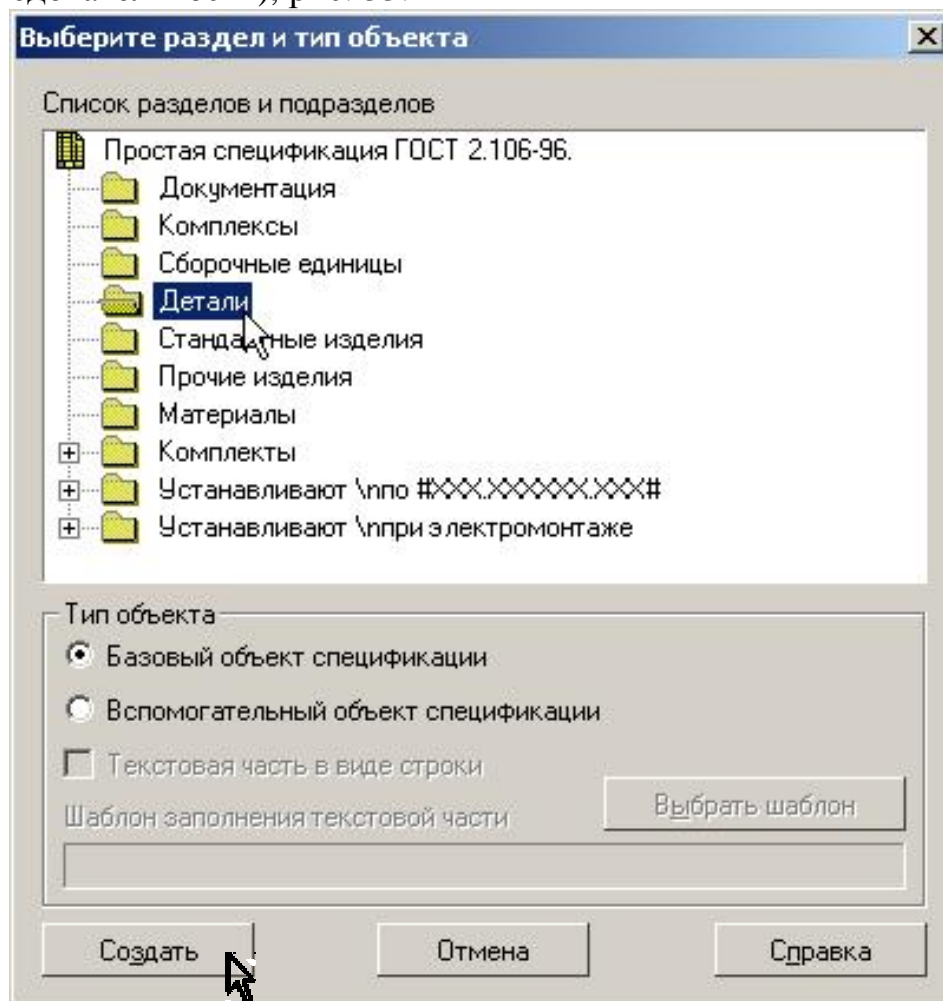 Выберите раздел и тип объекта
Список разделов и подразделов
Простая спецификация ГОСТ 2.106-96.
Документация
Комплексы
Сборочные единицы
Детали
Стандартные изделия
Прочие изделия
Материалы
Комплекты
Устанавливают \nпо #XXX.XXXXXX.XXX#
Устанавливают \nпри электромонтаже
Тип объекта
Базовый объект спецификации
Вспомогательный объект спецификации
Текстовая часть в виде строки
Шаблон заполнения текстовой части
Выбрать шаблон
Создать Отмена Справка